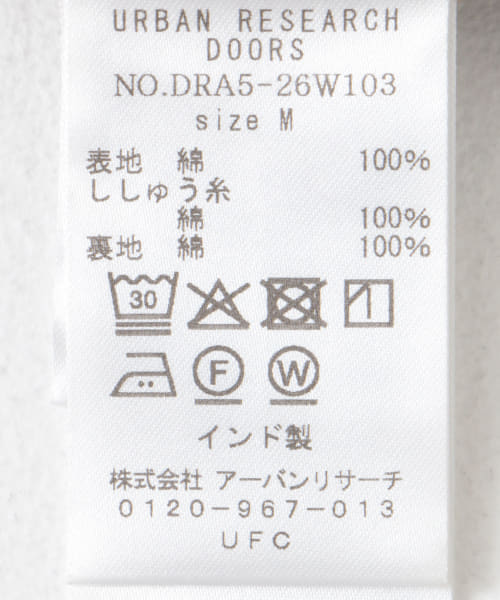 URBAN RESEARCH
DOORS
NO.DRA5-26W103
size M
表地 綿 100%
ししゅう糸
綿 100%
裏地 綿 100%
30
F W
インド製
株式会社 アーバンリサーチ
0120-967-013
UFC